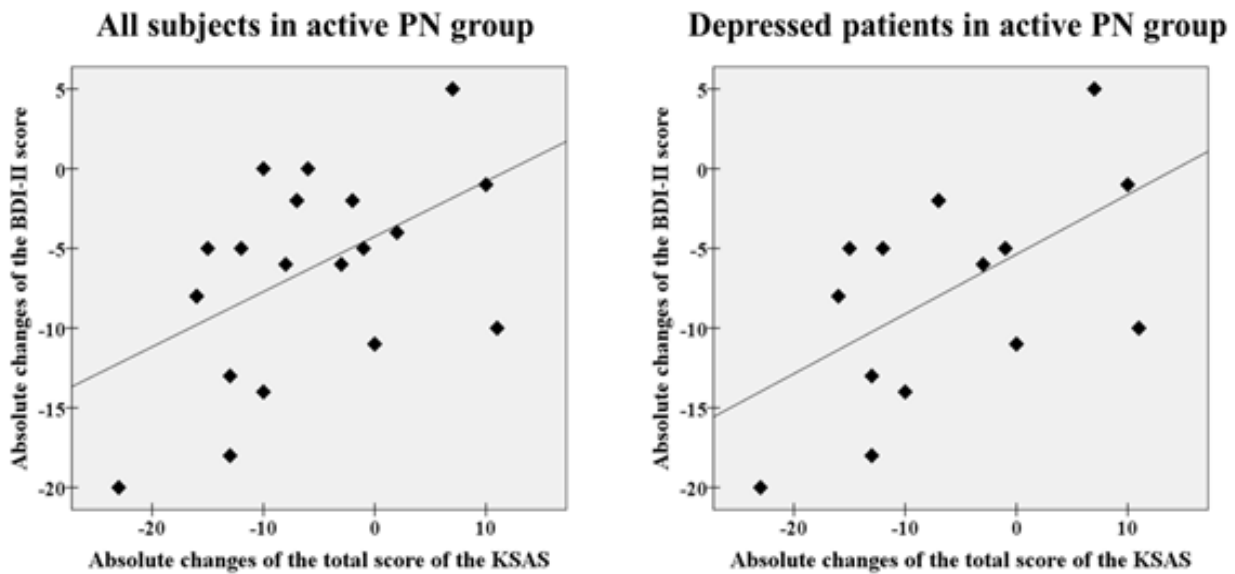 All subjects in active PN group
Absolute changes of the BDI-II score
5
0
-5
-10
-15
-20
-20 -10 0 10
Absolute changes of the total score of the KSAS
Depressed patients in active PN group
Absolute changes of the BDI-II score
5
0
-5
-10
-15
-20
-20 -10 0 10
Absolute changes of the total score of the KSAS